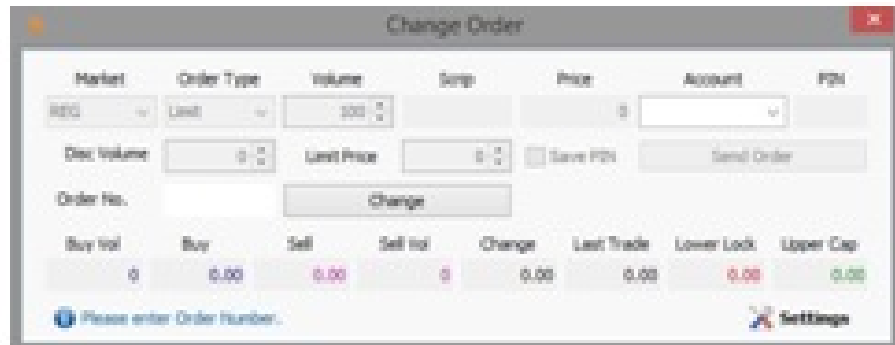 Change Order
Market Order Type Volume Scrip Price Account PIN
REG Limit 100 0
Disc Volume 0 Limit Price 0 Save PIN Send Order
Order No. Change
Buy Vol Buy Sell Sell Vol Change Last Trade Lower Lock Upper Cap
0 0.00 0.00 0 0.00 0.00 0.00 0.00
Please enter Order Number.
Settings